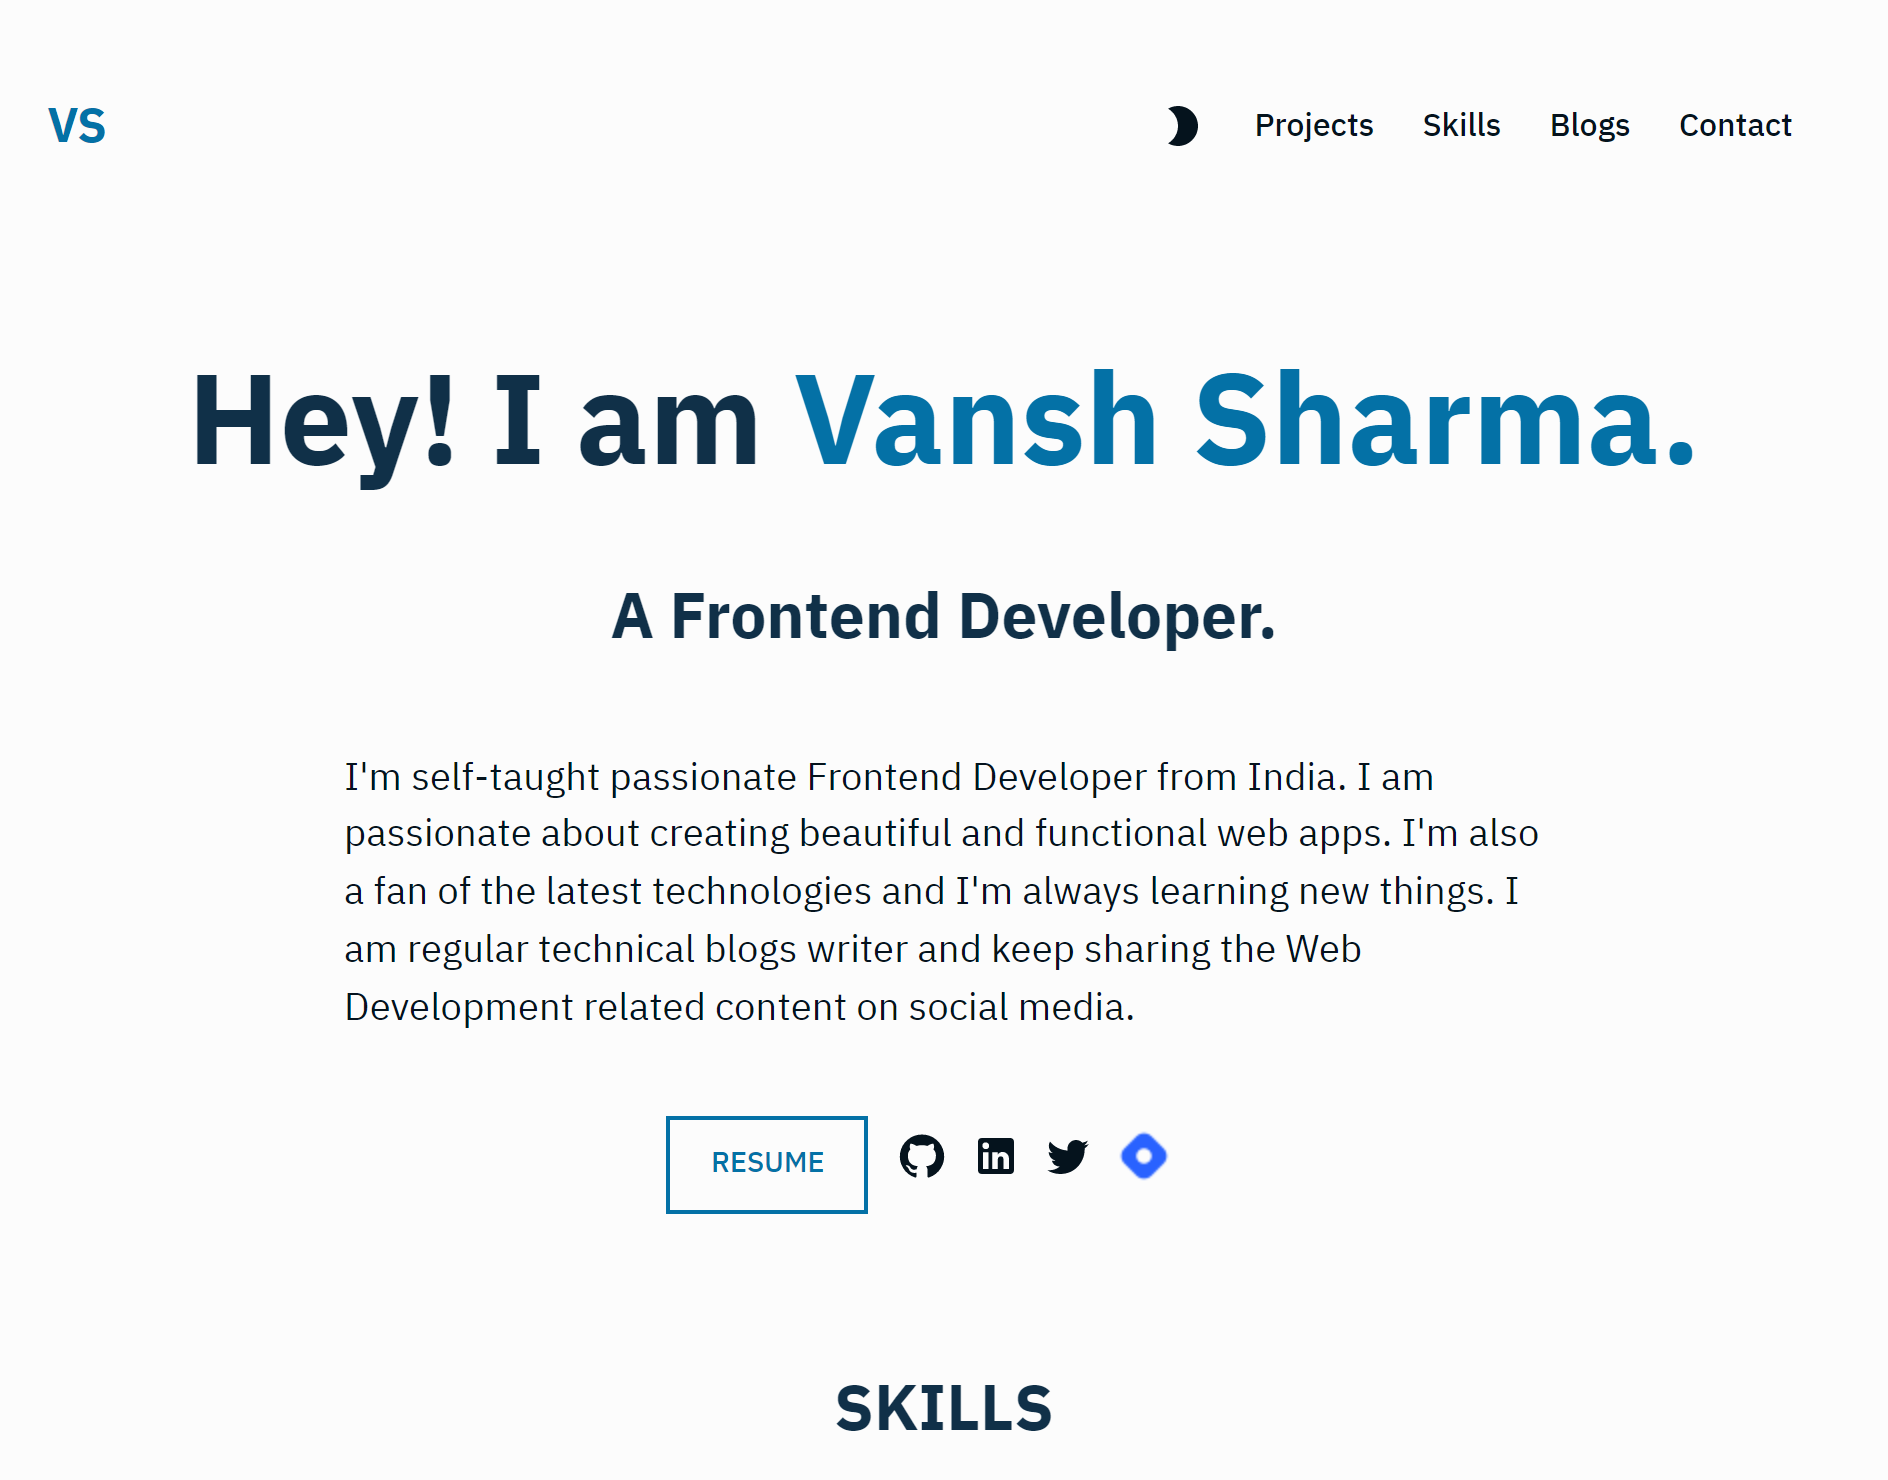 VS
Projects Skills Blogs Contact
Hey! I am Vansh Sharma.
A Frontend Developer.
I'm self-taught passionate Frontend Developer from India. I am
passionate about creating beautiful and functional web apps. I'm also
a fan of the latest technologies and I'm always learning new things. I
am regular technical blogs writer and keep sharing the Web
Development related content on social media.
RESUME
SKILLS